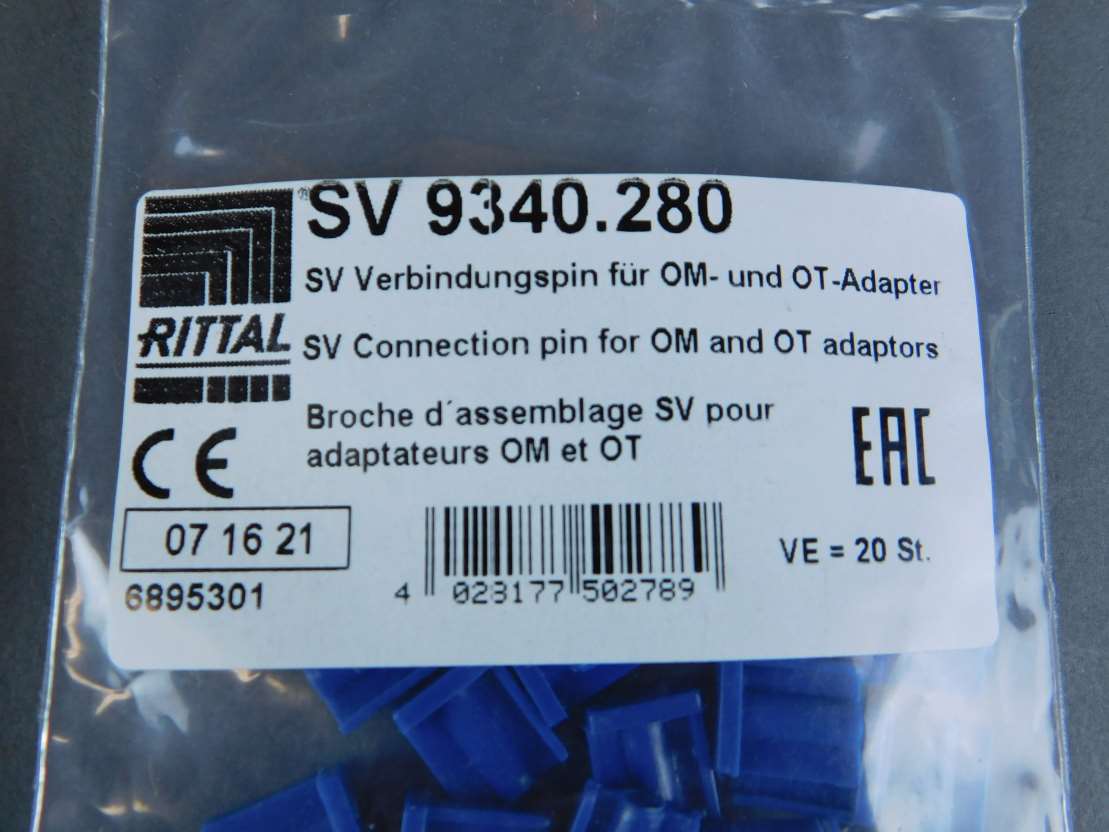 ® SV 9340.280
SV Verbindungspin für OM- und OT-Adapter
RITTAL
SV Connection pin for OM and OT adaptors
Broche d´assemblage SV pour
adaptateurs OM et OT
CE
EAC
07 16 21
VE = 20 St.
6895301
4 023177 502789